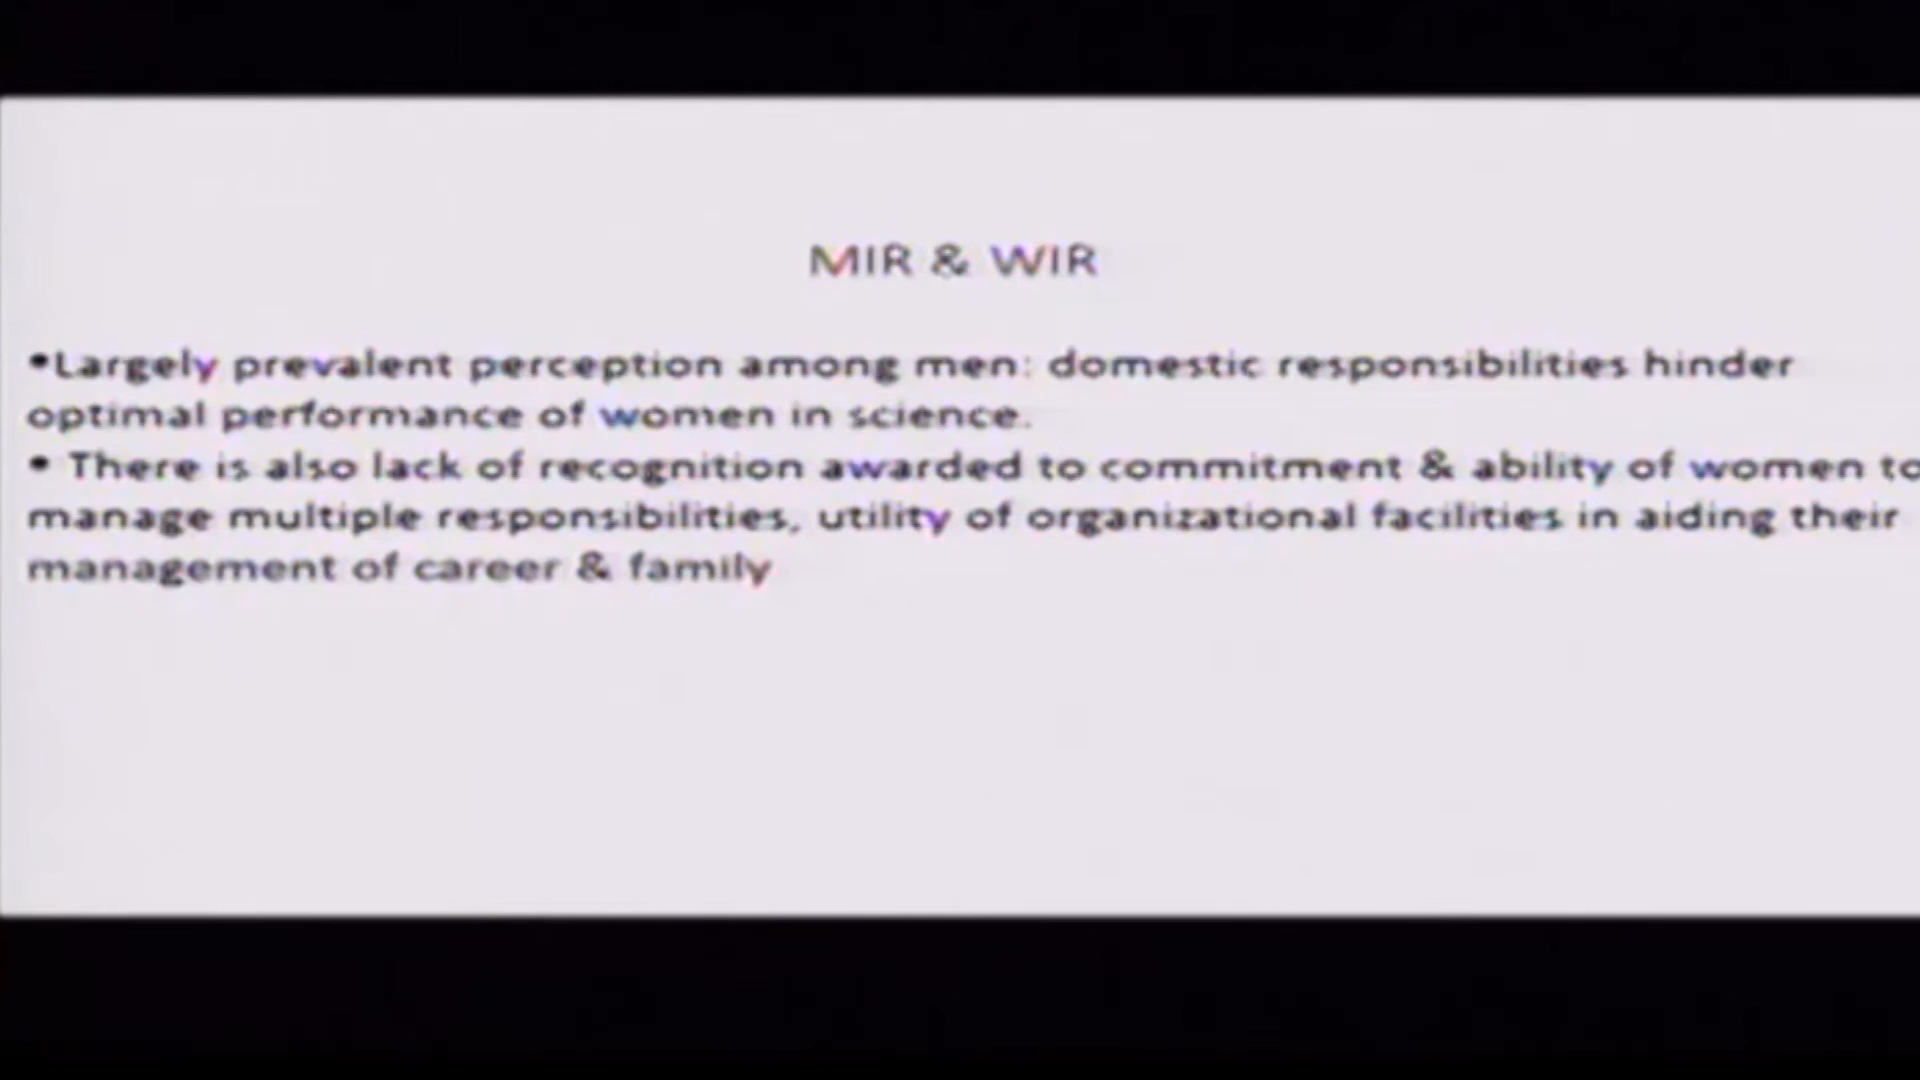 MIR & WIR
•Largely prevalent perception among men: domestic responsibilities hinder
optimal performance of women in science.
• There is also lack of recognition awarded to commitment & ability of women to
manage multiple responsibilities, utility of organizational facilities in aiding their
management of career & family